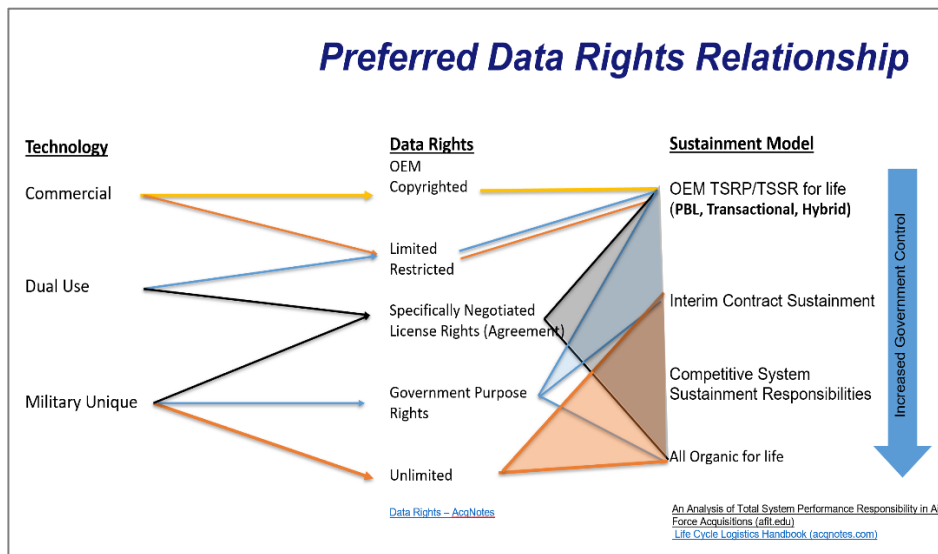 Preferred Data Rights Relationship
Technology
Commercial
Dual Use
Military Unique
Data Rights
OEM
Copyrighted
Limited
Restricted
Specifically Negotiated
License Rights (Agreement)
Government Purpose
Rights
Unlimited
Data Rights – AcqNotes
Sustainment Model
OEM TSRP/TSSR for life
(PBL, Transactional, Hybrid)
Interim Contract Sustainment
Competitive System
Sustainment Responsibilities
All Organic for life
An Analysis of Total System Performance Responsibility in Ai
Force Acquisitions (afit.edu)
Life Cycle Logistics Handbook (acqnotes.com)
Increased Government Control